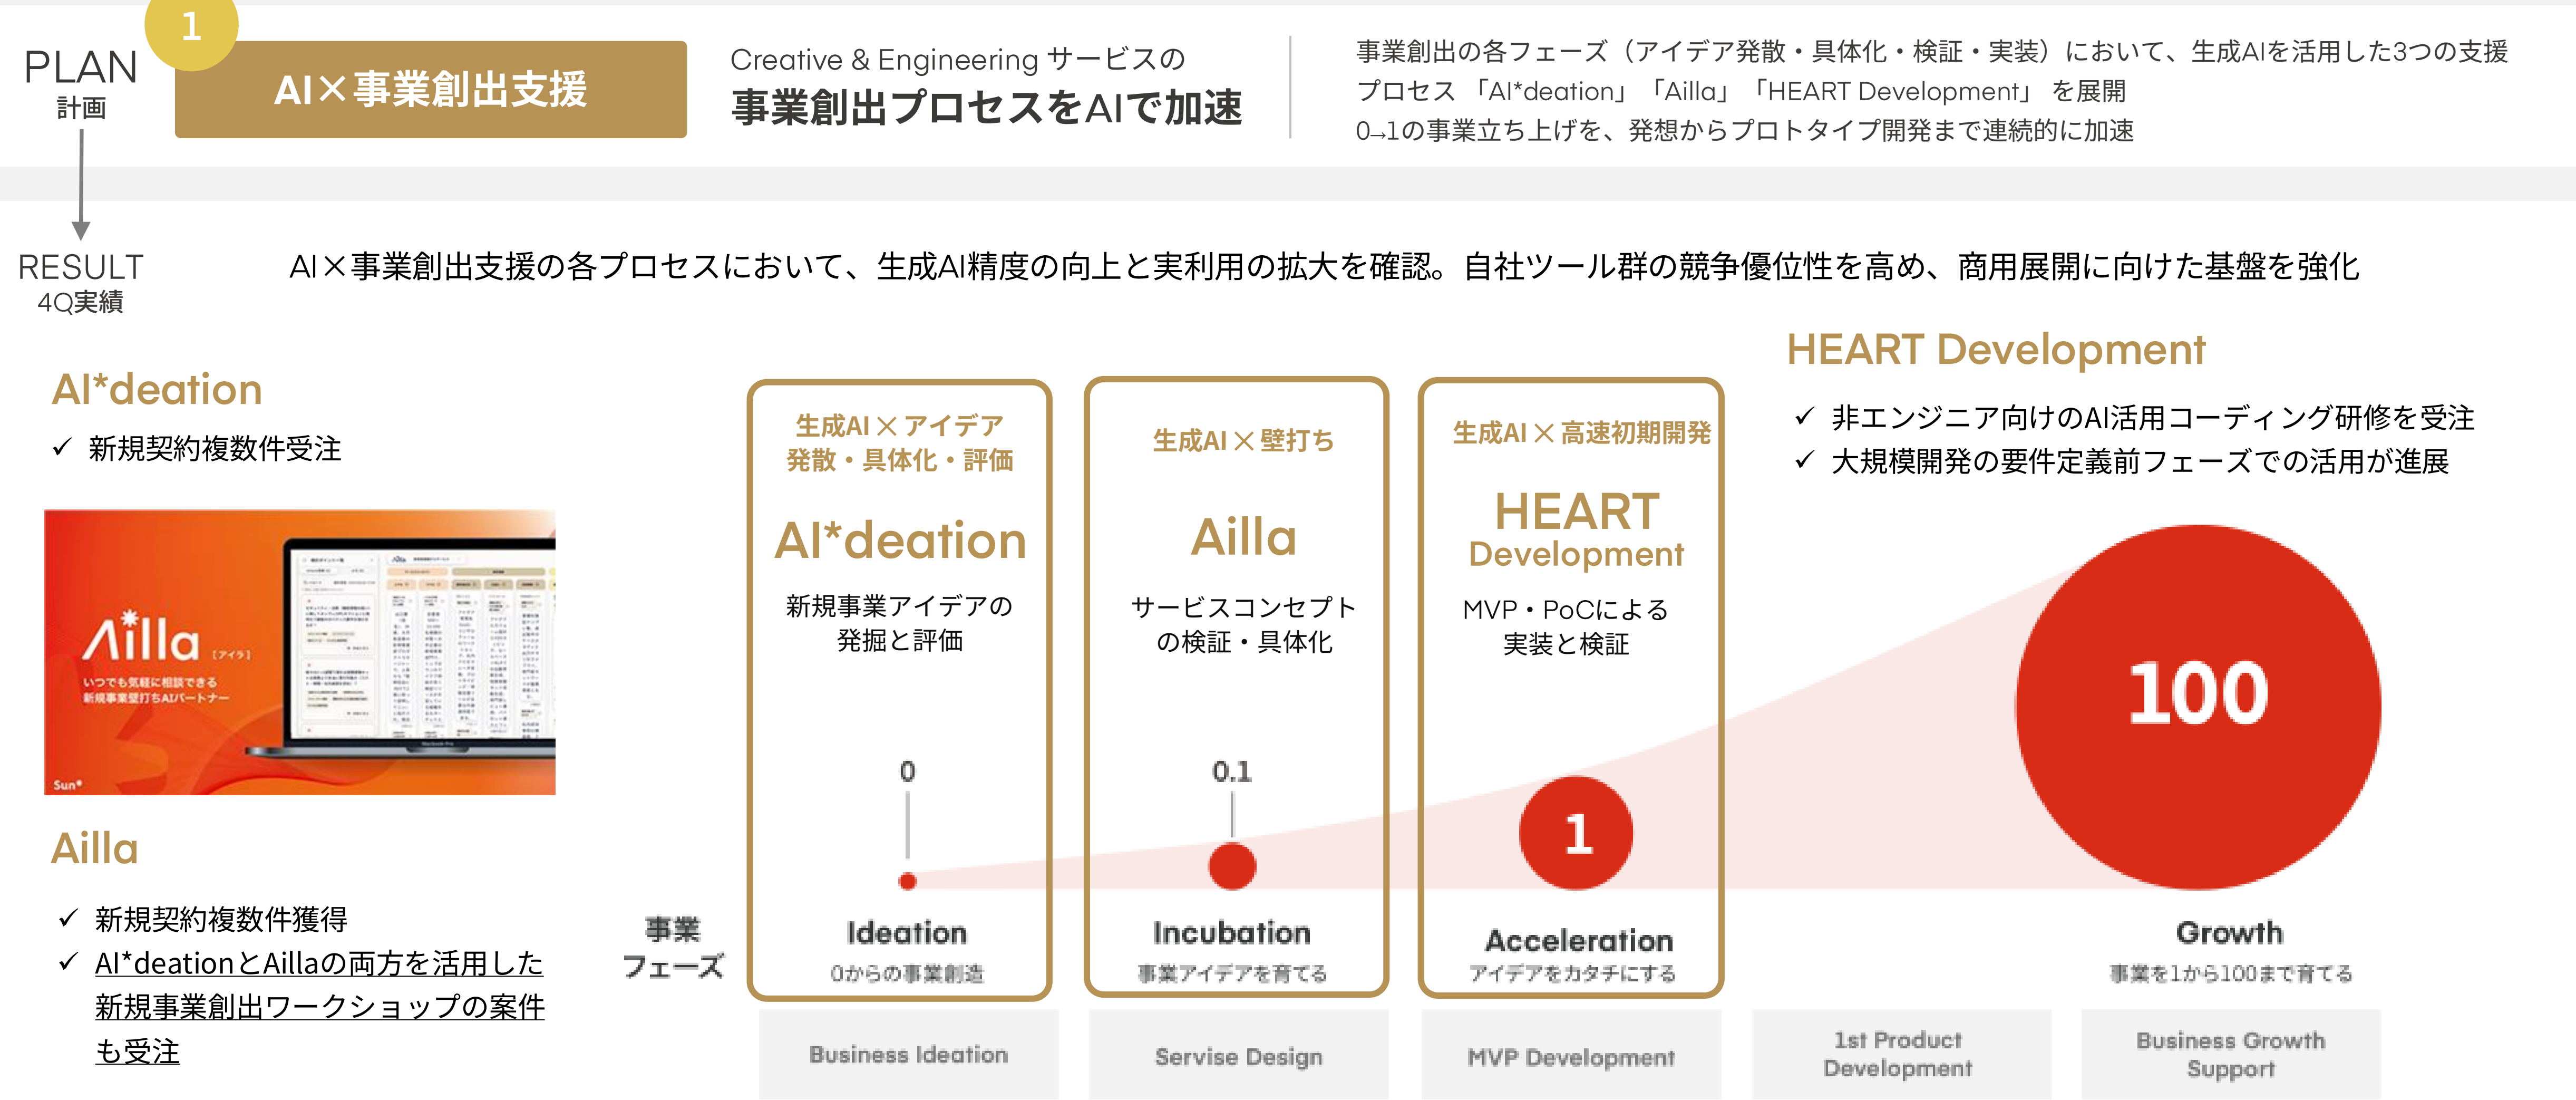 1
PLAN
計画
AI×事業創出支援
Creative & Engineering サービスの
事業創出プロセスをAIで加速
事業創出の各フェーズ（アイデア発散・具体化・検証・実装）において、生成AIを活用した3つの支援
プロセス 「AI*deation」「Ailla」「HEART Development」 を展開
0→1の事業立ち上げを、発想からプロトタイプ開発まで連続的に加速
RESULT
4Q実績
AI×事業創出支援の各プロセスにおいて、生成AI精度の向上と実利用の拡大を確認。自社ツール群の競争優位性を高め、商用展開に向けた基盤を強化
AI*deation
✓ 新規契約複数件受注
Ailla [アイラ]
いつでも気軽に相談できる
新規事業壁打ちAIパートナー
Sun*
Ailla
✓ 新規契約複数件獲得
✓ AI*deationとAillaの両方を活用した
新規事業創出ワークショップの案件
も受注
生成AI×アイデア
発散・具体化・評価
AI*deation
新規事業アイデアの
発掘と評価
0
生成AI×壁打ち
Ailla
サービスコンセプト
の検証・具体化
0.1
生成AI×高速初期開発
HEART
Development
MVP・PoCによる
実装と検証
1
HEART Development
✓ 非エンジニア向けのAI活用コーディング研修を受注
✓ 大規模開発の要件定義前フェーズでの活用が進展
100
事業
フェーズ
Ideation
0からの事業創造
Incubation
事業アイデアを育てる
Acceleration
アイデアをカタチにする
Growth
事業を1から100まで育てる
Business Ideation
Servise Design
MVP Development
1st Product
Development
Business Growth
Support